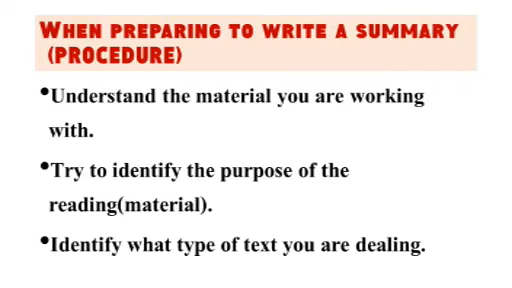 WHEN PREPARING TO WRITE A SUMMARY
(PROCEDURE)
•Understand the material you are working
with.
•Try to identify the purpose of the
reading(material).
•Identify what type of text you are dealing.